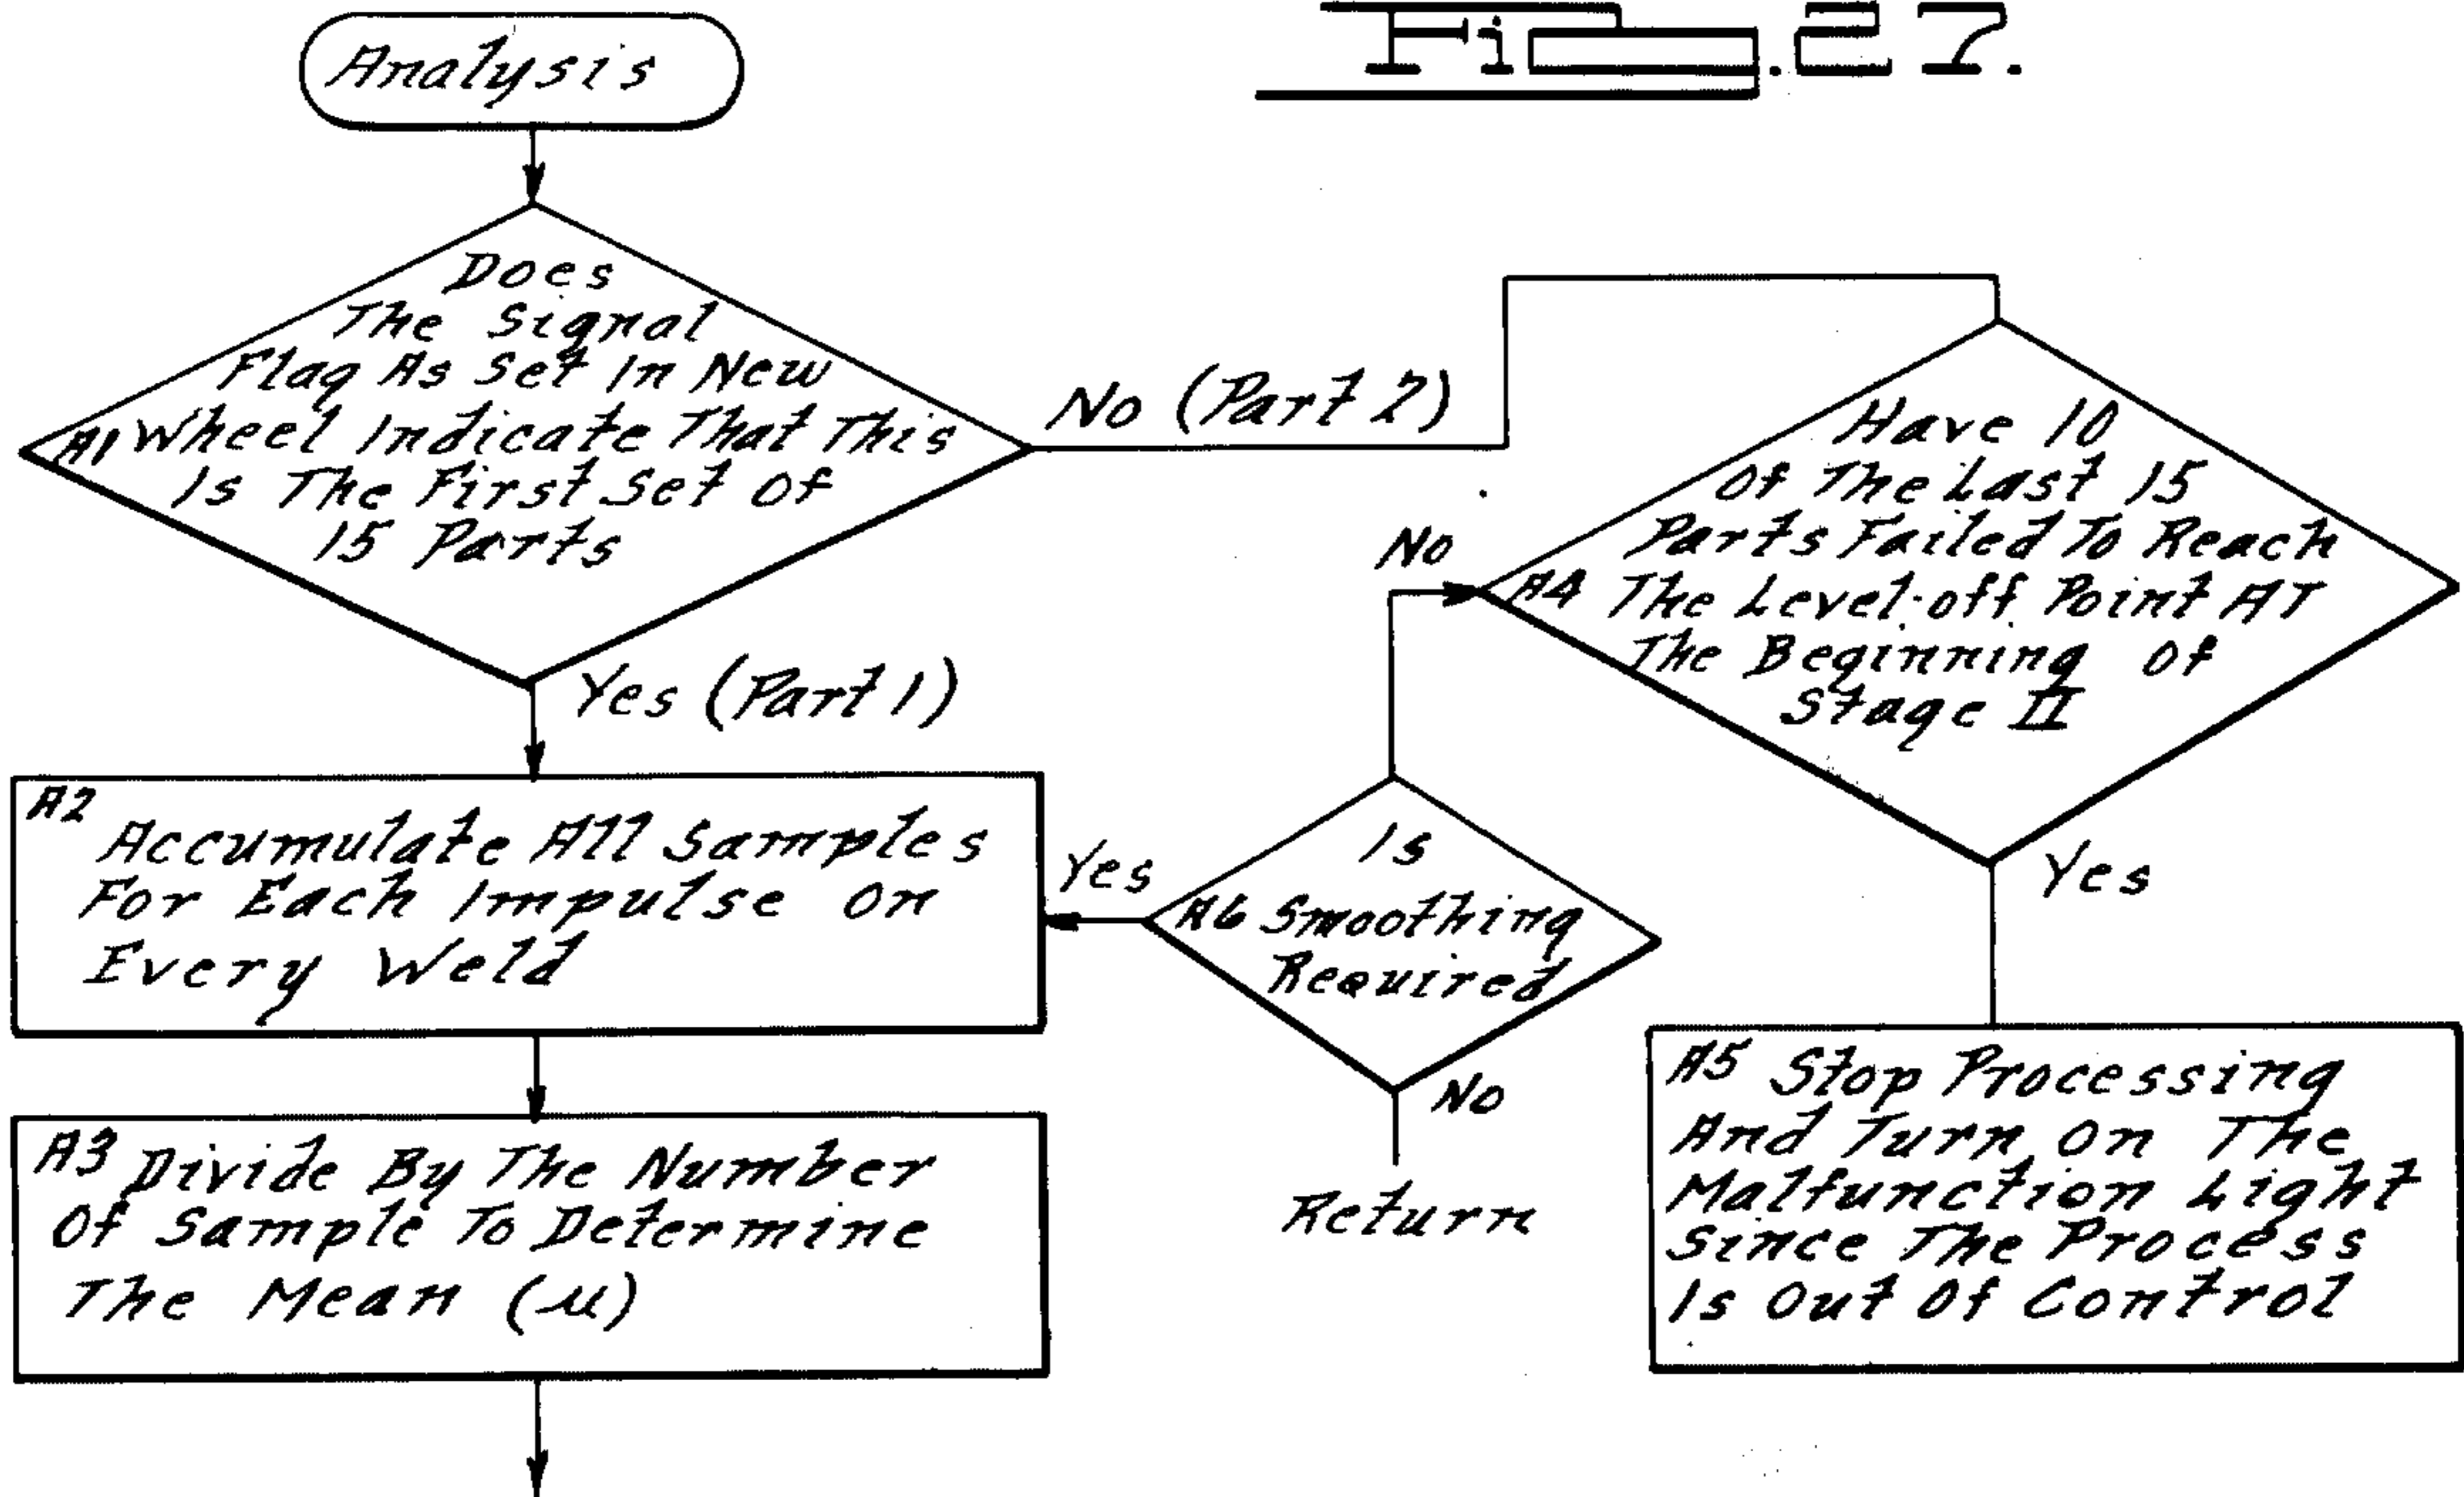 Fig. 27.
Analysis
Does
The Signal
Flag As Set In New
A1 Wheel Indicate That This
Is The First Set Of
15 Parts
No (Part 2)
Yes (Part 1)
Have 10
Of The Last 15
Parts Failed To Reach
A4 The Level-off Point AT
The Beginning Of
Stage II
No
Yes
A2
Accumulate All Samples
For Each Impulse On
Every Weld
Yes
Is
A6 Smoothing
Required
No
Return
A3 Divide By The Number
Of Sample To Determine
The Mean (μ)
A5 Stop Processing
And Turn On The
Malfunction Light
Since The Process
Is Out Of Control